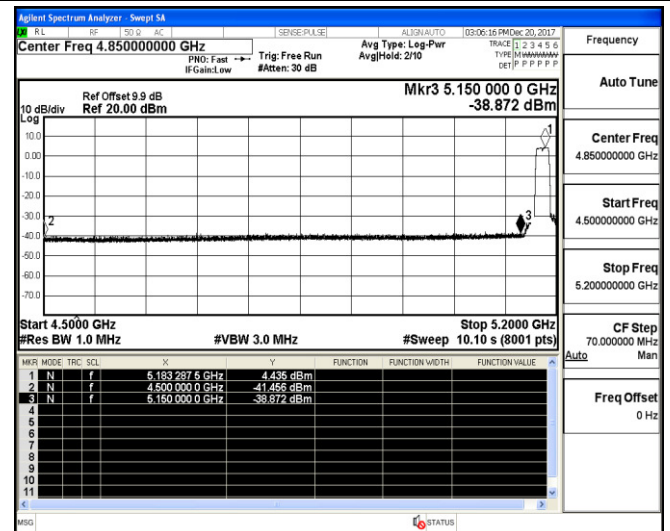 Agilent Spectrum Analyzer - Swept SA
RL RF 50 Ω AC SENSE:PULSE ALIGN AUTO 03:06:16 PM Dec 20, 2017
Center Freq 4.850000000 GHz
PNO: Fast
IFGain:Low
Trig: Free Run
#Atten: 30 dB
Avg Type: Log-Pwr
Avg|Hold: 2/10
TRACE 1 2 3 4 5 6
TYPE MWWWWW
DET P P P P P P
Ref Offset 9.9 dB
10 dB/div Ref 20.00 dBm
Log
Mkr3 5.150 000 0 GHz
-38.872 dBm
10.0
0.00
-10.0
-20.0
-30.0
-40.0
-50.0
-60.0
-70.0
1
2
3
Start 4.5000 GHz Stop 5.2000 GHz
#Res BW 1.0 MHz #VBW 3.0 MHz #Sweep 10.10 s (8001 pts)
MKR MODE TRC SCL X Y FUNCTION FUNCTION WIDTH FUNCTION VALUE
1 N f 5.183 287 5 GHz 4.435 dBm
2 N f 4.500 000 0 GHz -41.456 dBm
3 N f 5.150 000 0 GHz -38.872 dBm
4
5
6
7
8
9
10
11
MSG STATUS
Frequency
Auto Tune
Center Freq
4.850000000 GHz
Start Freq
4.500000000 GHz
Stop Freq
5.200000000 GHz
CF Step
70.000000 MHz
Auto Man
Freq Offset
0 Hz